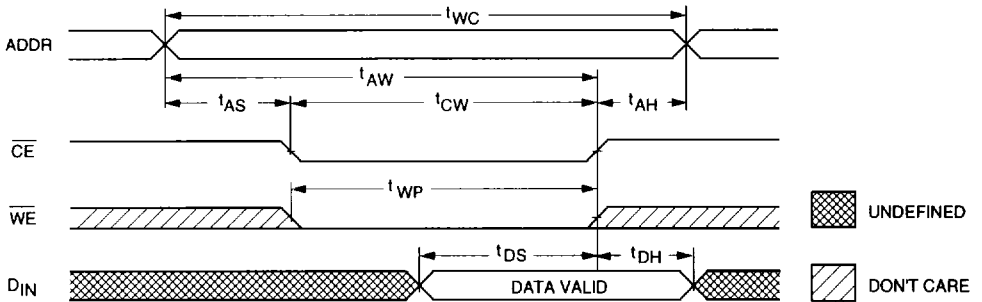 tWC
ADDR
tAW
tAS
tCW
tAH
CE
tWP
WE
UNDEFINED
tDS
tDH
DIN
DATA VALID
DON'T CARE